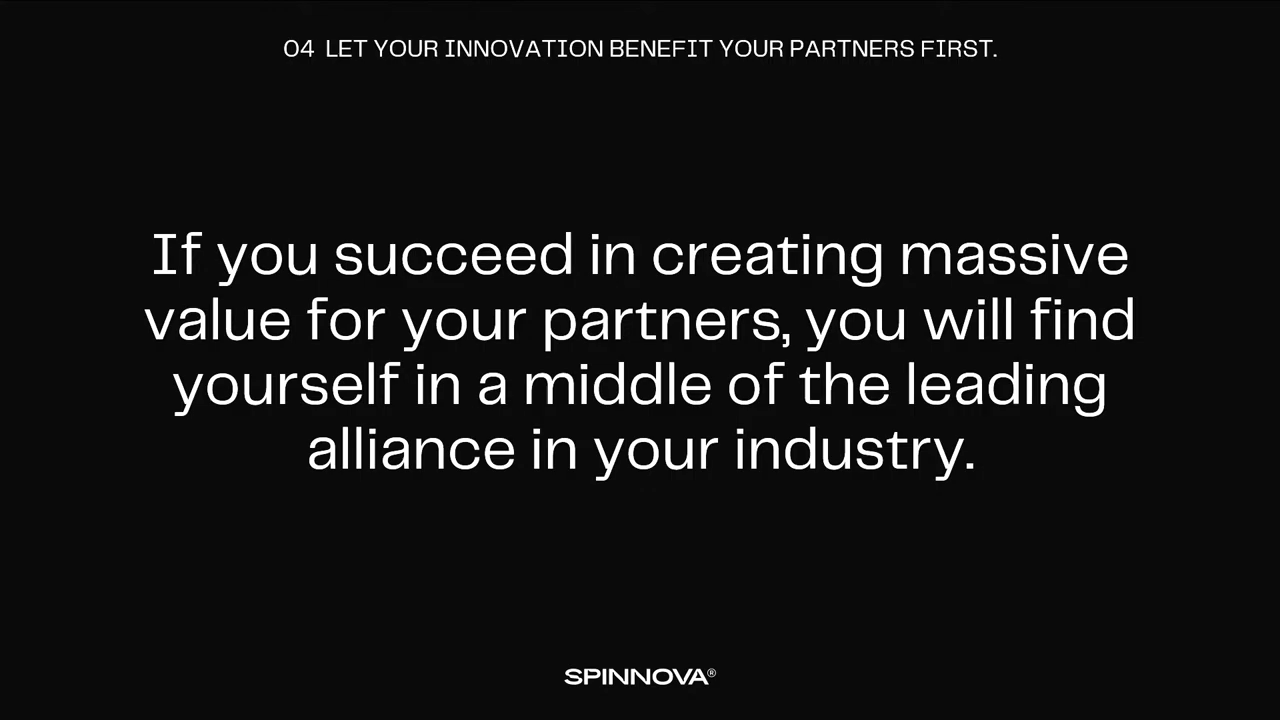 04 LET YOUR INNOVATION BENEFIT YOUR PARTNERS FIRST.
If you succeed in creating massive
value for your partners, you will find
yourself in a middle of the leading
alliance in your industry.
SPINNOVA®